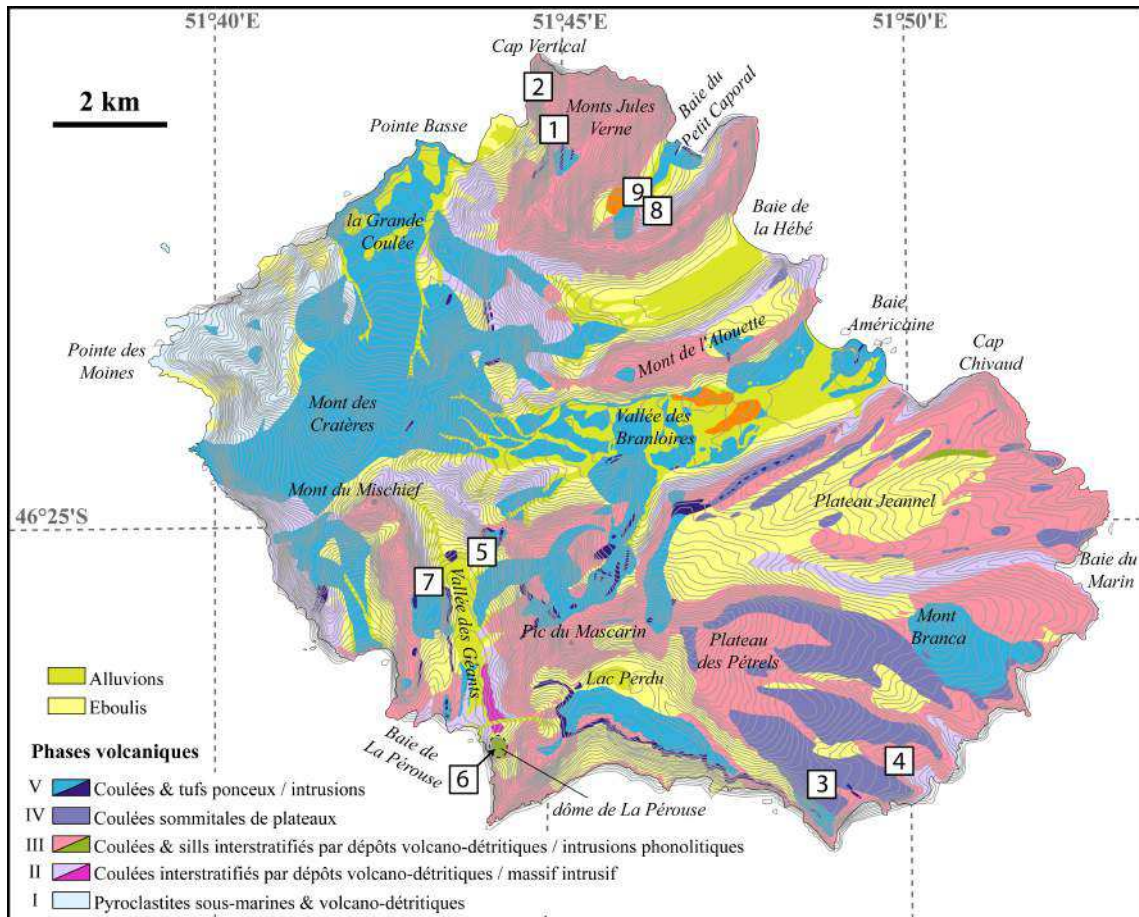 51°40'E
51°45'E
51°50'E
Cap Vertical
2 km
2
Monts Jules
Verne
Baie du
Petit Caporal
1
Pointe Basse
9
8
la Grande
Coulée
Baie de
la Hébé
Baie
Américaine
Pointe des
Moines
Mont de l'Alouette
Cap
Chivaud
Mont des
Cratères
Vallée des
Branloires
Mont du Mischief
Plateau Jeannel
46°25'S
5
7
Vallée des Géants
Baie du
Marin
Pic du Mascarin
Plateau
des Pétrels
Mont
Branca
Lac Perdu
Alluvions
Eboulis
Baie de
La Pérouse
6
3
4
dôme de La Pérouse
Phases volcaniques
V Coulées & tufs ponceux / intrusions
IV Coulées sommitales de plateaux
III Coulées & sills interstratifiés par dépôts volcano-détritiques / intrusions phonolitiques
II Coulées interstratifiés par dépôts volcano-détritiques / massif intrusif
I Pyroclastites sous-marines & volcano-détritiques